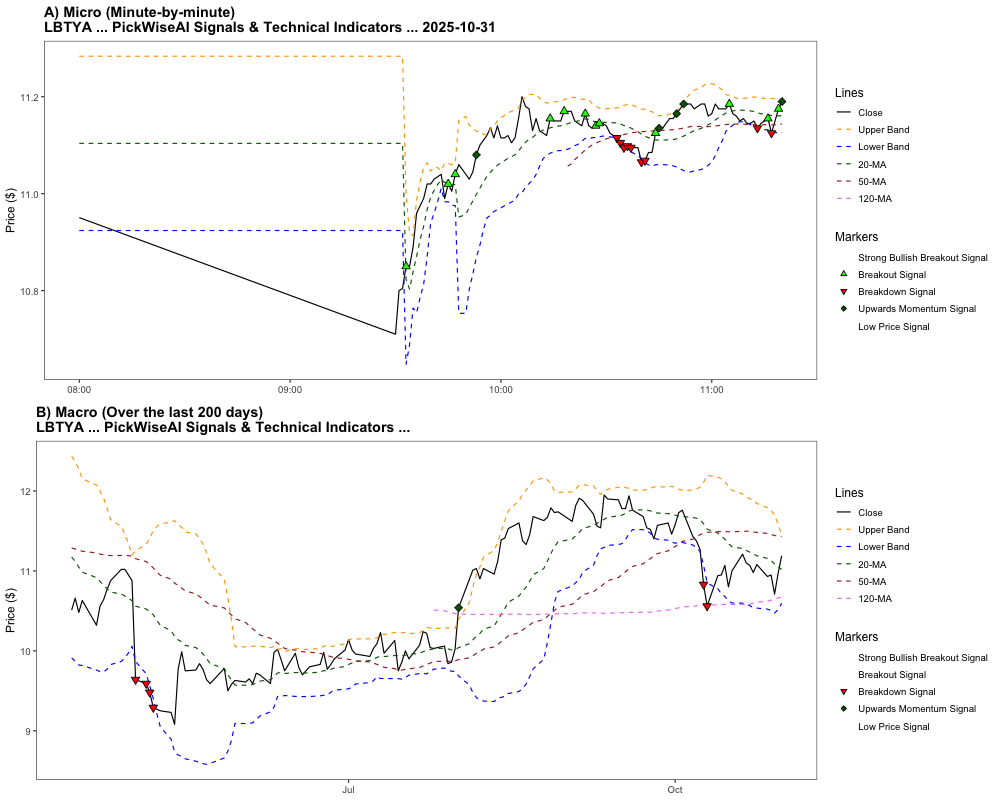 A) Micro (Minute-by-minute)
LBTYA ... PickWiseAI Signals & Technical Indicators ... 2025-10-31
Price ($)
11.2
11.0
10.8
08:00
09:00
10:00
11:00
Lines
Close
Upper Band
Lower Band
20-MA
50-MA
120-MA
Markers
Strong Bullish Breakout Signal
Breakout Signal
Breakdown Signal
Upwards Momentum Signal
Low Price Signal
B) Macro (Over the last 200 days)
LBTYA ... PickWiseAI Signals & Technical Indicators ...
Price ($)
12
11
10
9
Jul
Oct
Lines
Close
Upper Band
Lower Band
20-MA
50-MA
120-MA
Markers
Strong Bullish Breakout Signal
Breakout Signal
Breakdown Signal
Upwards Momentum Signal
Low Price Signal